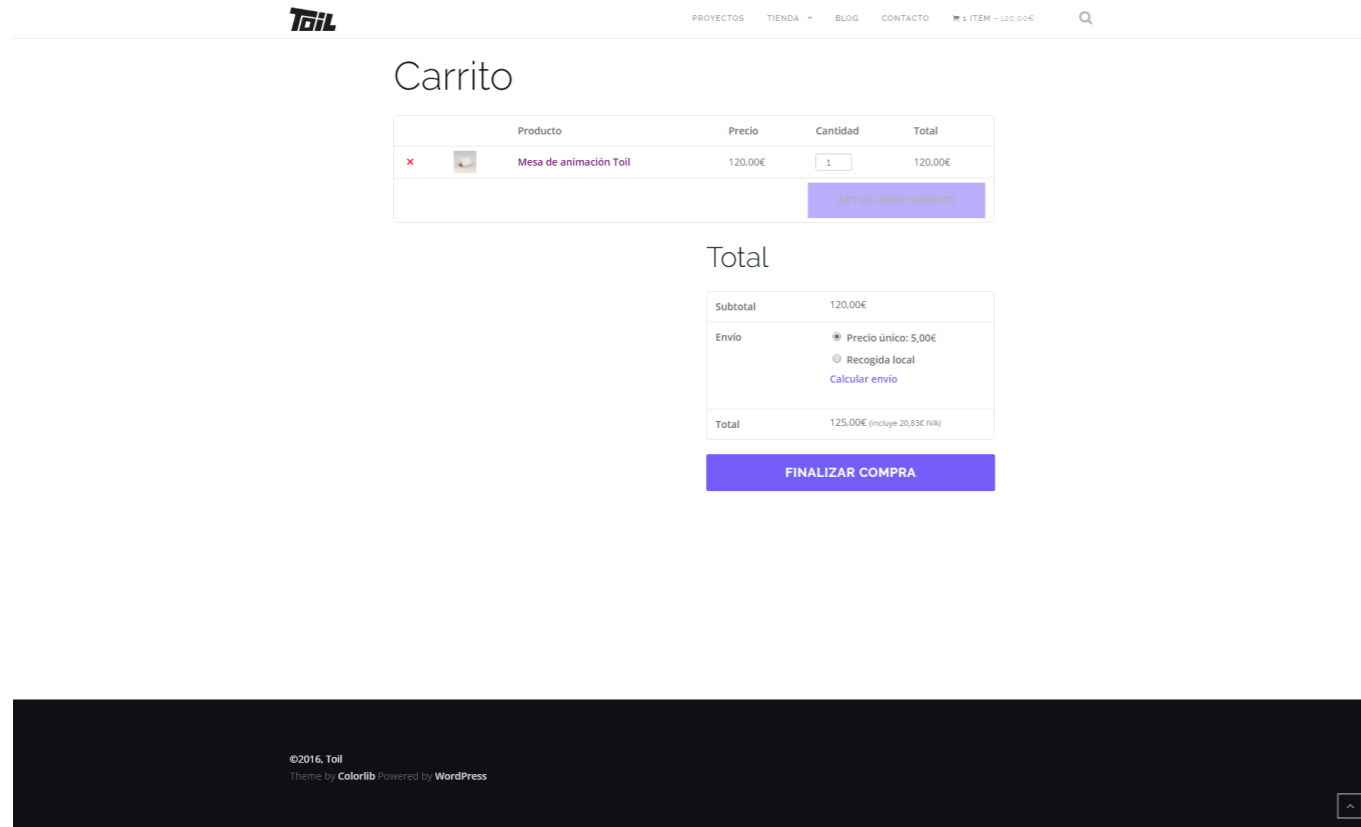 Toil
PROYECTOS TIENDA BLOG CONTACTO 1 ITEM - 120,00€
Carrito
Producto Precio Cantidad Total
× Mesa de animación Toil 120,00€ 1 120,00€
ACTUALIZAR CARRITO
Total
Subtotal 120,00€
Envío Precio único: 5,00€
Recogida local
Calcular envío
Total 125,00€ (incluye 20,83€ IVA)
FINALIZAR COMPRA
©2016, Toil
Theme by Colorlib Powered by WordPress